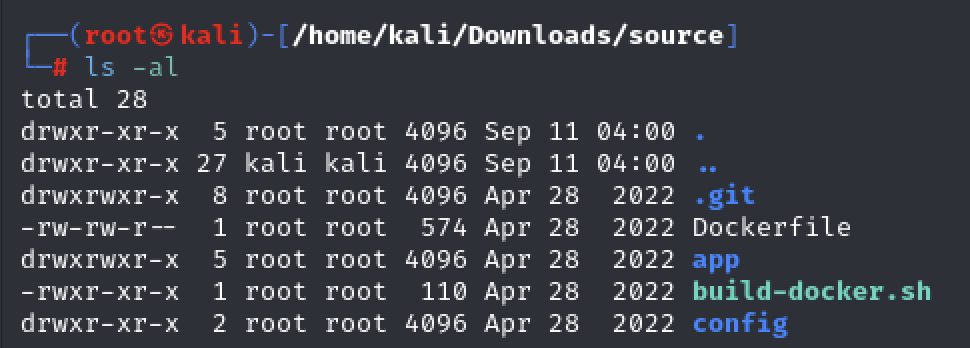 ┌──(root㉿kali)-[/home/kali/Downloads/source]
└─# ls -al
total 28
drwxr-xr-x  5 root root 4096 Sep 11 04:00 .
drwxr-xr-x 27 kali kali 4096 Sep 11 04:00 ..
drwxrwxr-x  8 root root 4096 Apr 28  2022 .git
-rw-rw-r--  1 root root  574 Apr 28  2022 Dockerfile
drwxrwxr-x  5 root root 4096 Apr 28  2022 app
-rwxr-xr-x  1 root root  110 Apr 28  2022 build-docker.sh
drwxr-xr-x  2 root root 4096 Apr 28  2022 config